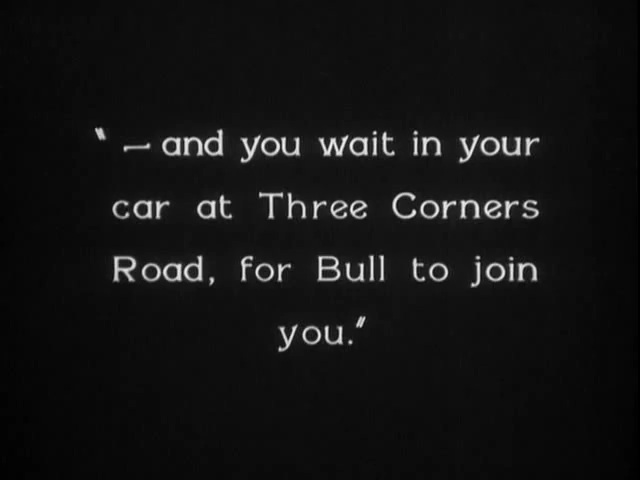 "— and you wait in your
car at Three Corners
Road, for Bull to join
you."